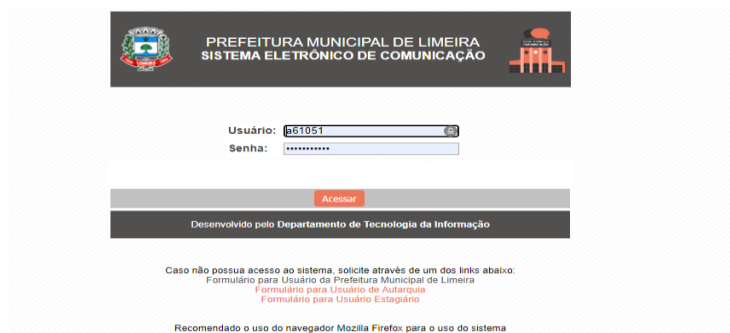 PREFEITURA MUNICIPAL DE LIMEIRA
SISTEMA ELETRÔNICO DE COMUNICAÇÃO
Usuário: a61051
Senha: •••••••••••
Acessar
Desenvolvido pelo Departamento de Tecnologia da Informação
Caso não possua acesso ao sistema, solicite através de um dos links abaixo:
Formulário para Usuário da Prefeitura Municipal de Limeira
Formulário para Usuário de Autarquia
Formulário para Usuário Estagiário
Recomendado o uso do navegador Mozilla Firefox para o uso do sistema